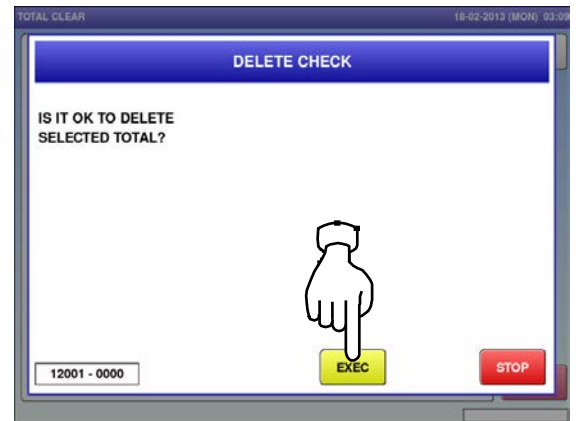 TOTAL CLEAR 18-02-2013 (MON) 03:09
DELETE CHECK
IS IT OK TO DELETE
SELECTED TOTAL?
12001 - 0000
EXEC
STOP